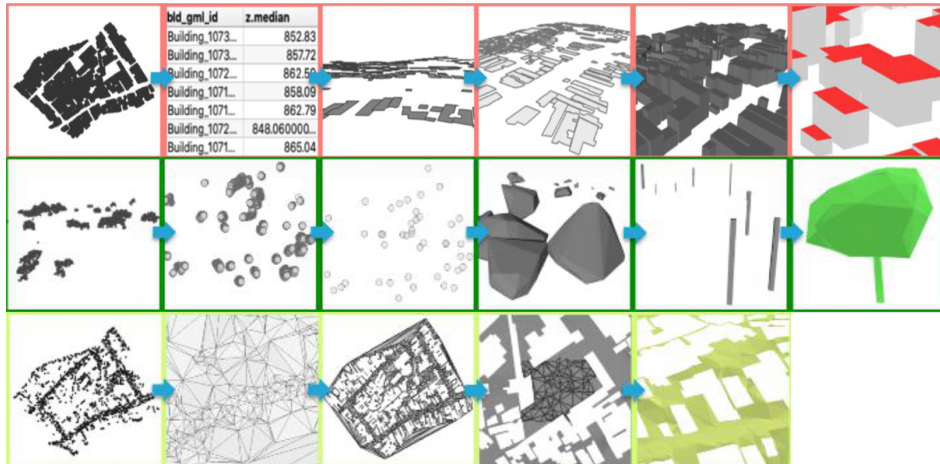 bld_gml_id z.median
Building_1073... 852.83
Building_1073... 857.72
Building_1072... 862.50
Building_1071... 858.09
Building_1071... 862.79
Building_1072... 848.060000...
Building_1071... 865.04